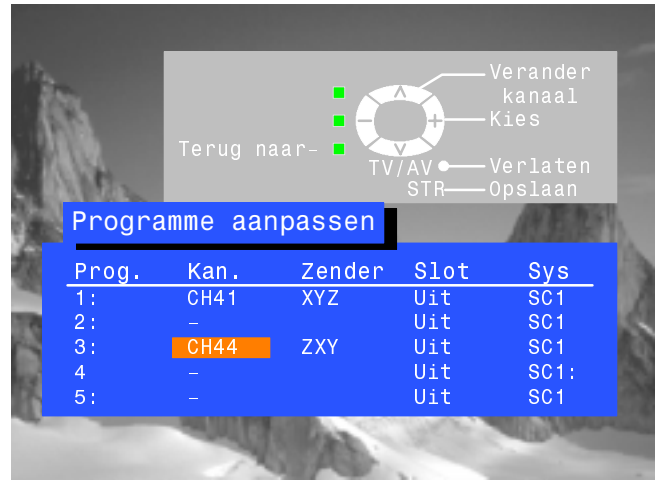 Verander
kanaal
Kies
Terug naar-
TV/AV Verlaten
STR Opslaan
Programme aanpassen
Prog. Kan. Zender Slot Sys
1: CH41 XYZ Uit SC1
2: – Uit SC1
3: CH44 ZXY Uit SC1
4 – Uit SC1:
5: – Uit SC1